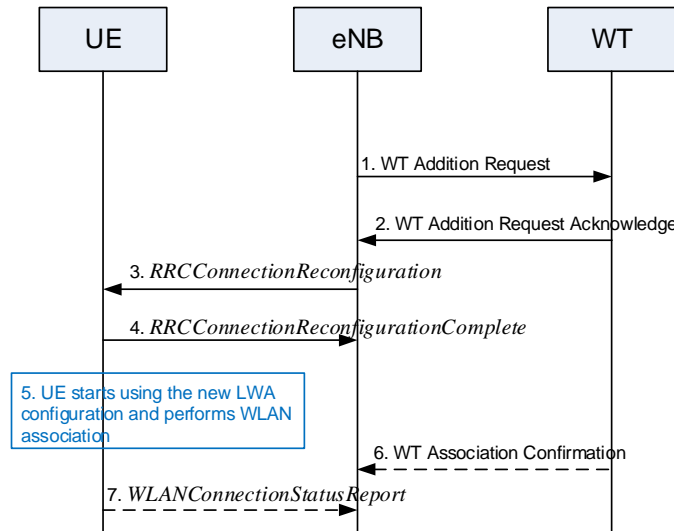 UE
eNB
WT
1. WT Addition Request
2. WT Addition Request Acknowledge
3. RRCConnectionReconfiguration
4. RRCConnectionReconfigurationComplete
5. UE starts using the new LWA
configuration and performs WLAN
association
6. WT Association Confirmation
7. WLANConnectionStatusReport